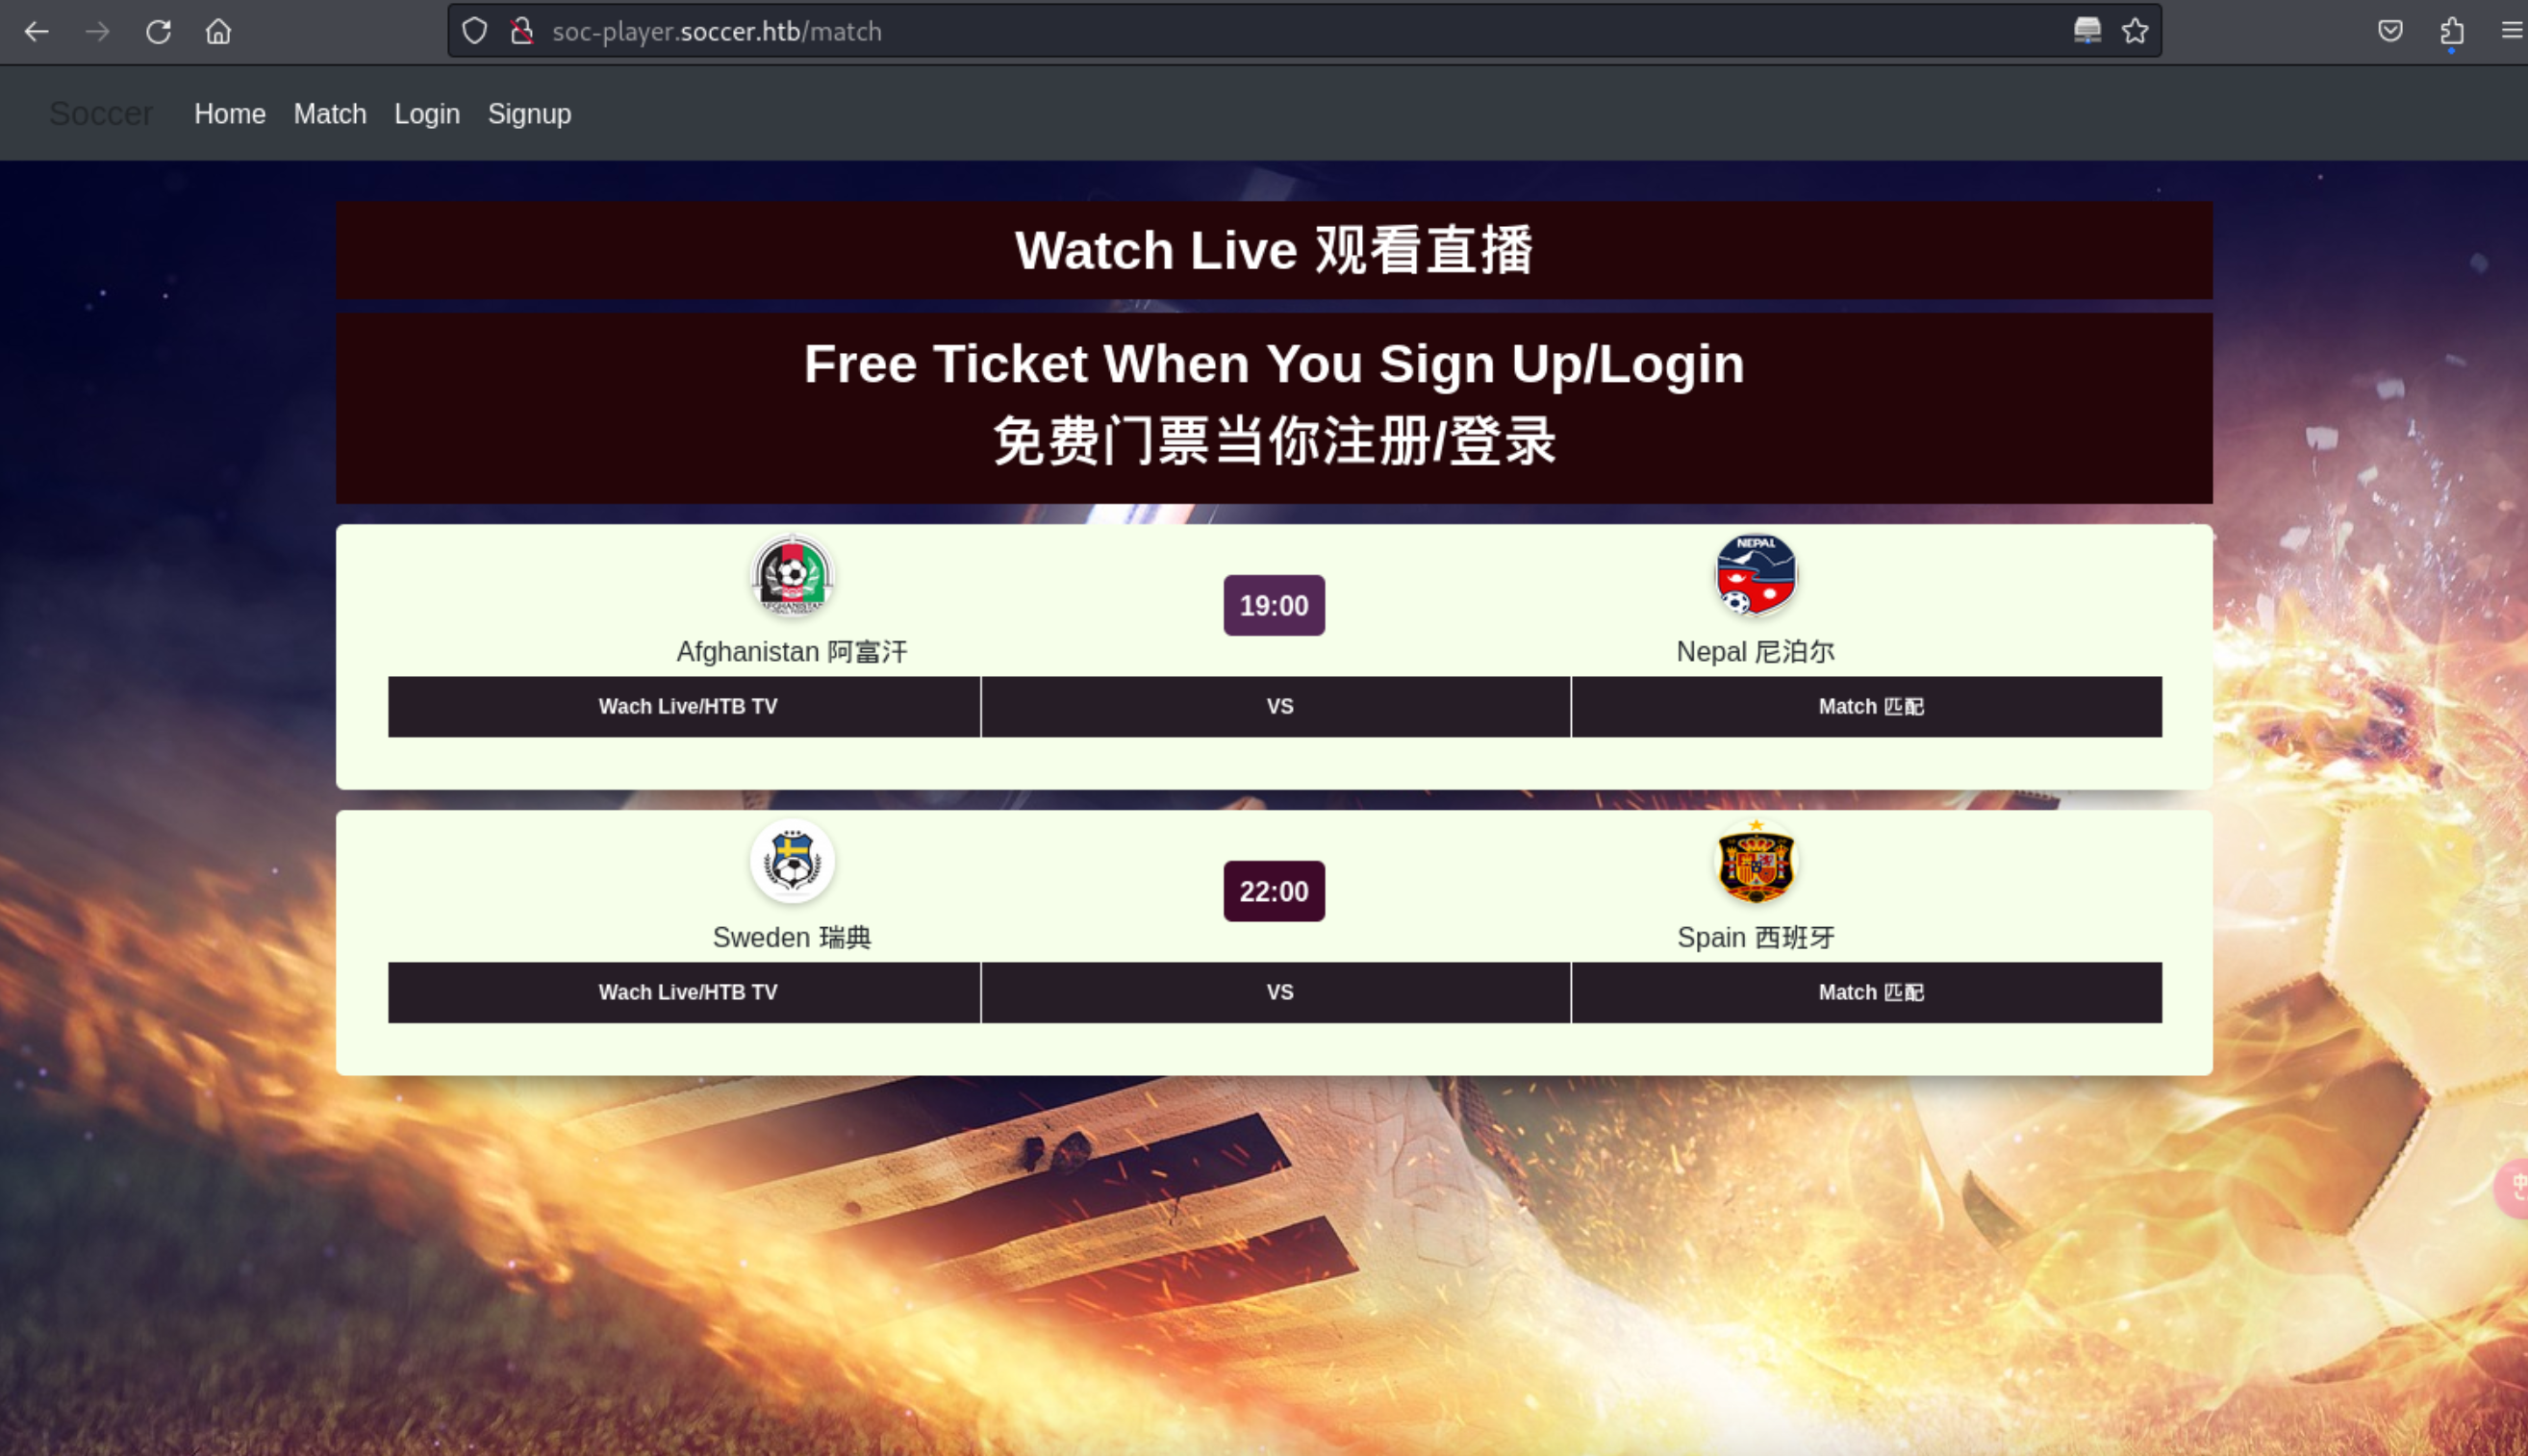 soc-player.soccer.htb/match
Soccer Home Match Login Signup
Watch Live 观看直播
Free Ticket When You Sign Up/Login
免费门票当你注册/登录
NEPAL
19:00
Afghanistan 阿富汗
Nepal 尼泊尔
Wach Live/HTB TV VS Match 匹配
22:00
Sweden 瑞典
Spain 西班牙
Wach Live/HTB TV VS Match 匹配
中